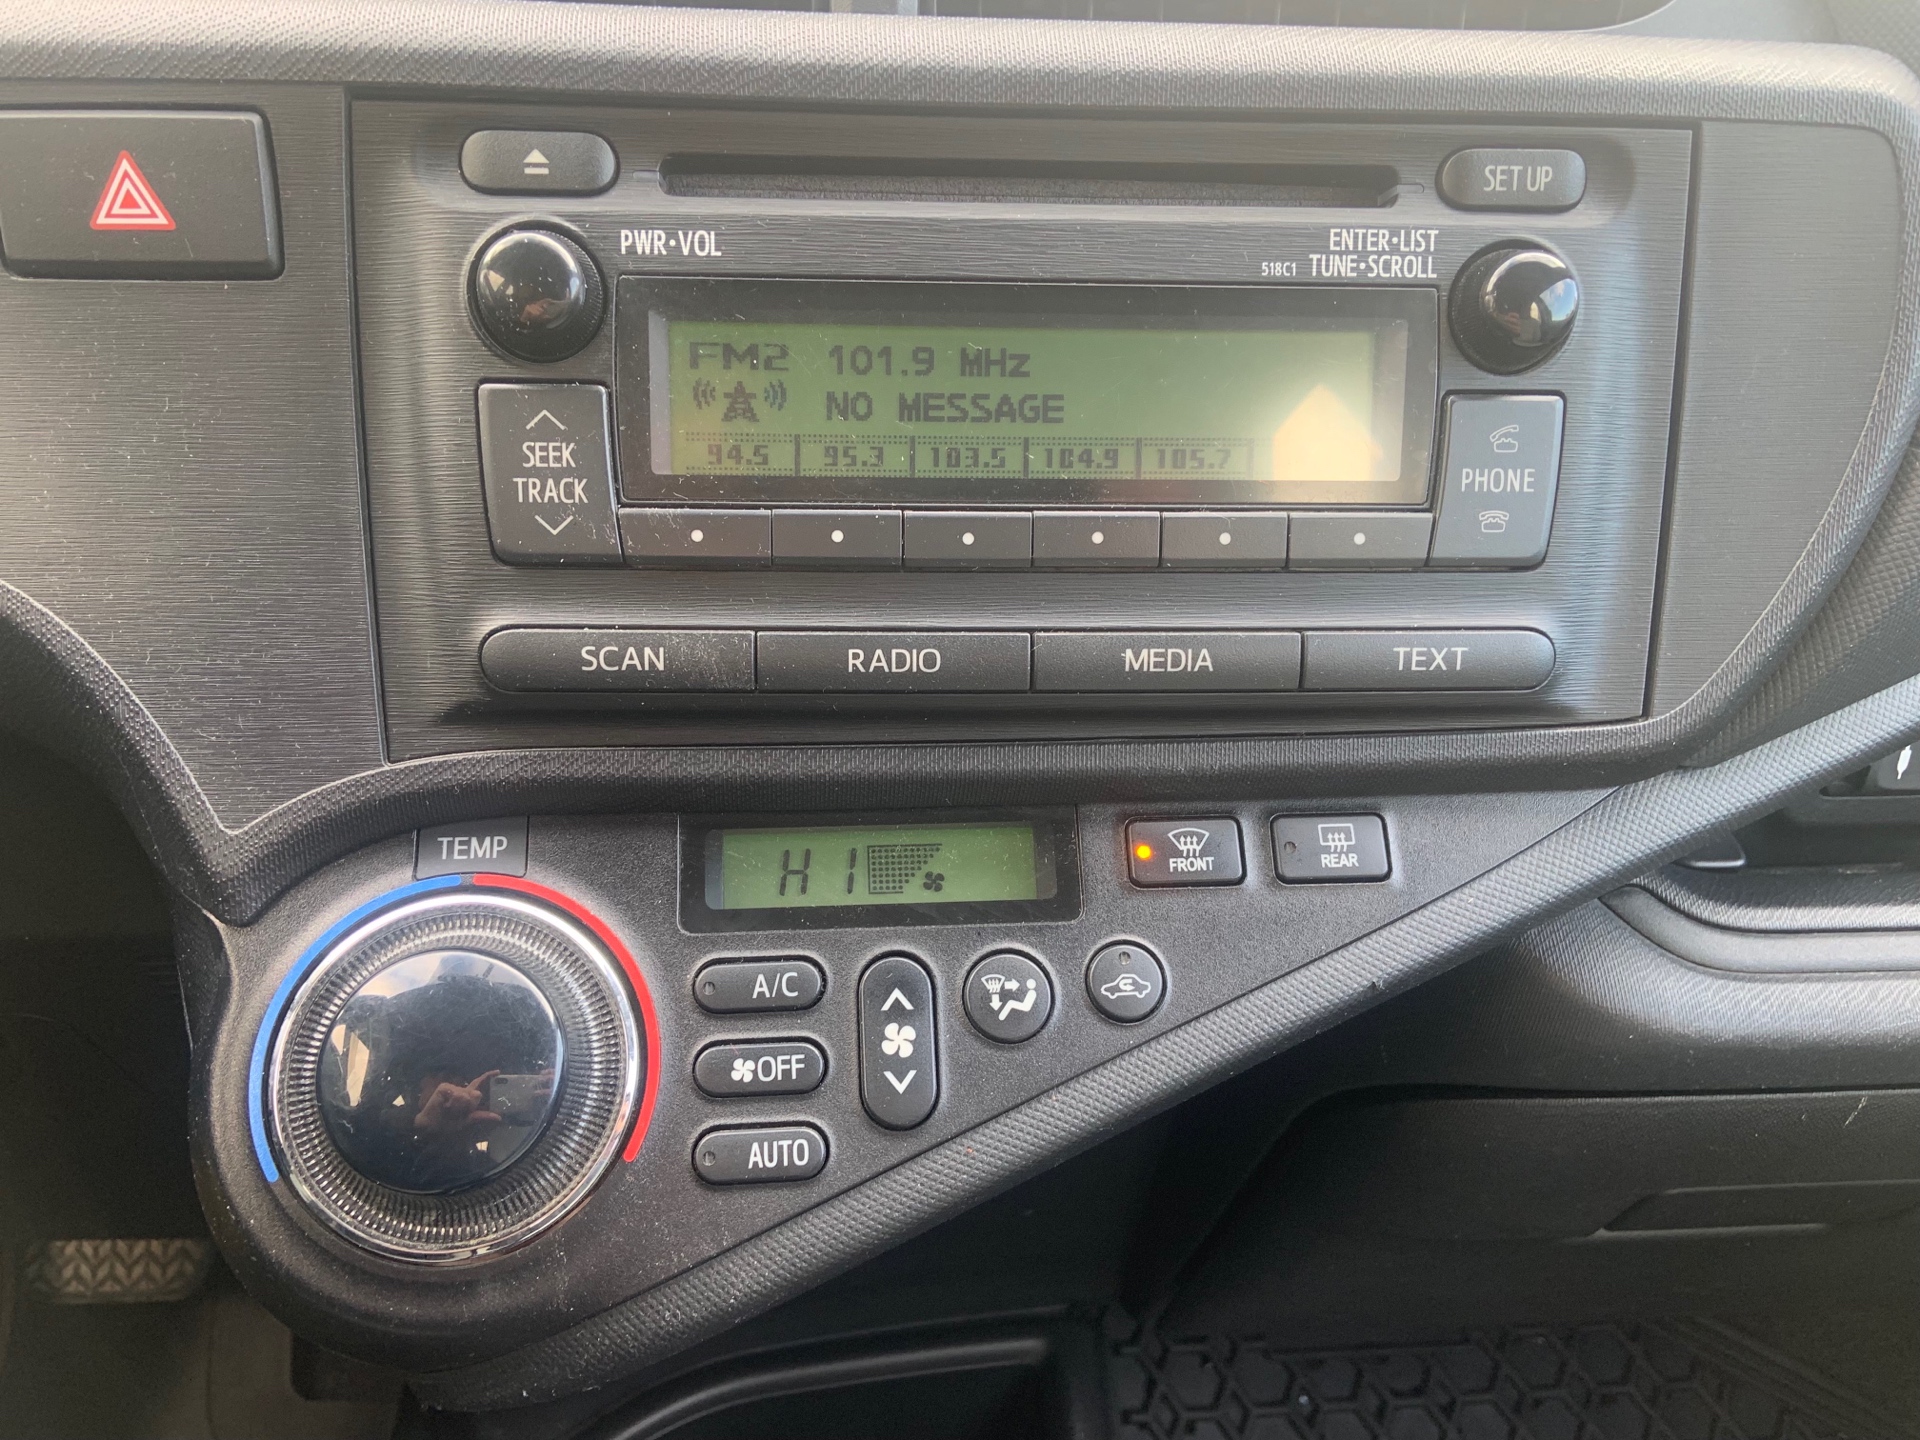 SET UP
PWR•VOL
ENTER•LIST
518C1 TUNE•SCROLL
FM2 101.9 MHz
NO MESSAGE
94.5 95.3 103.5 104.9 105.7
SEEK
TRACK
PHONE
SCAN RADIO MEDIA TEXT
TEMP
HI
FRONT
REAR
A/C
OFF
AUTO